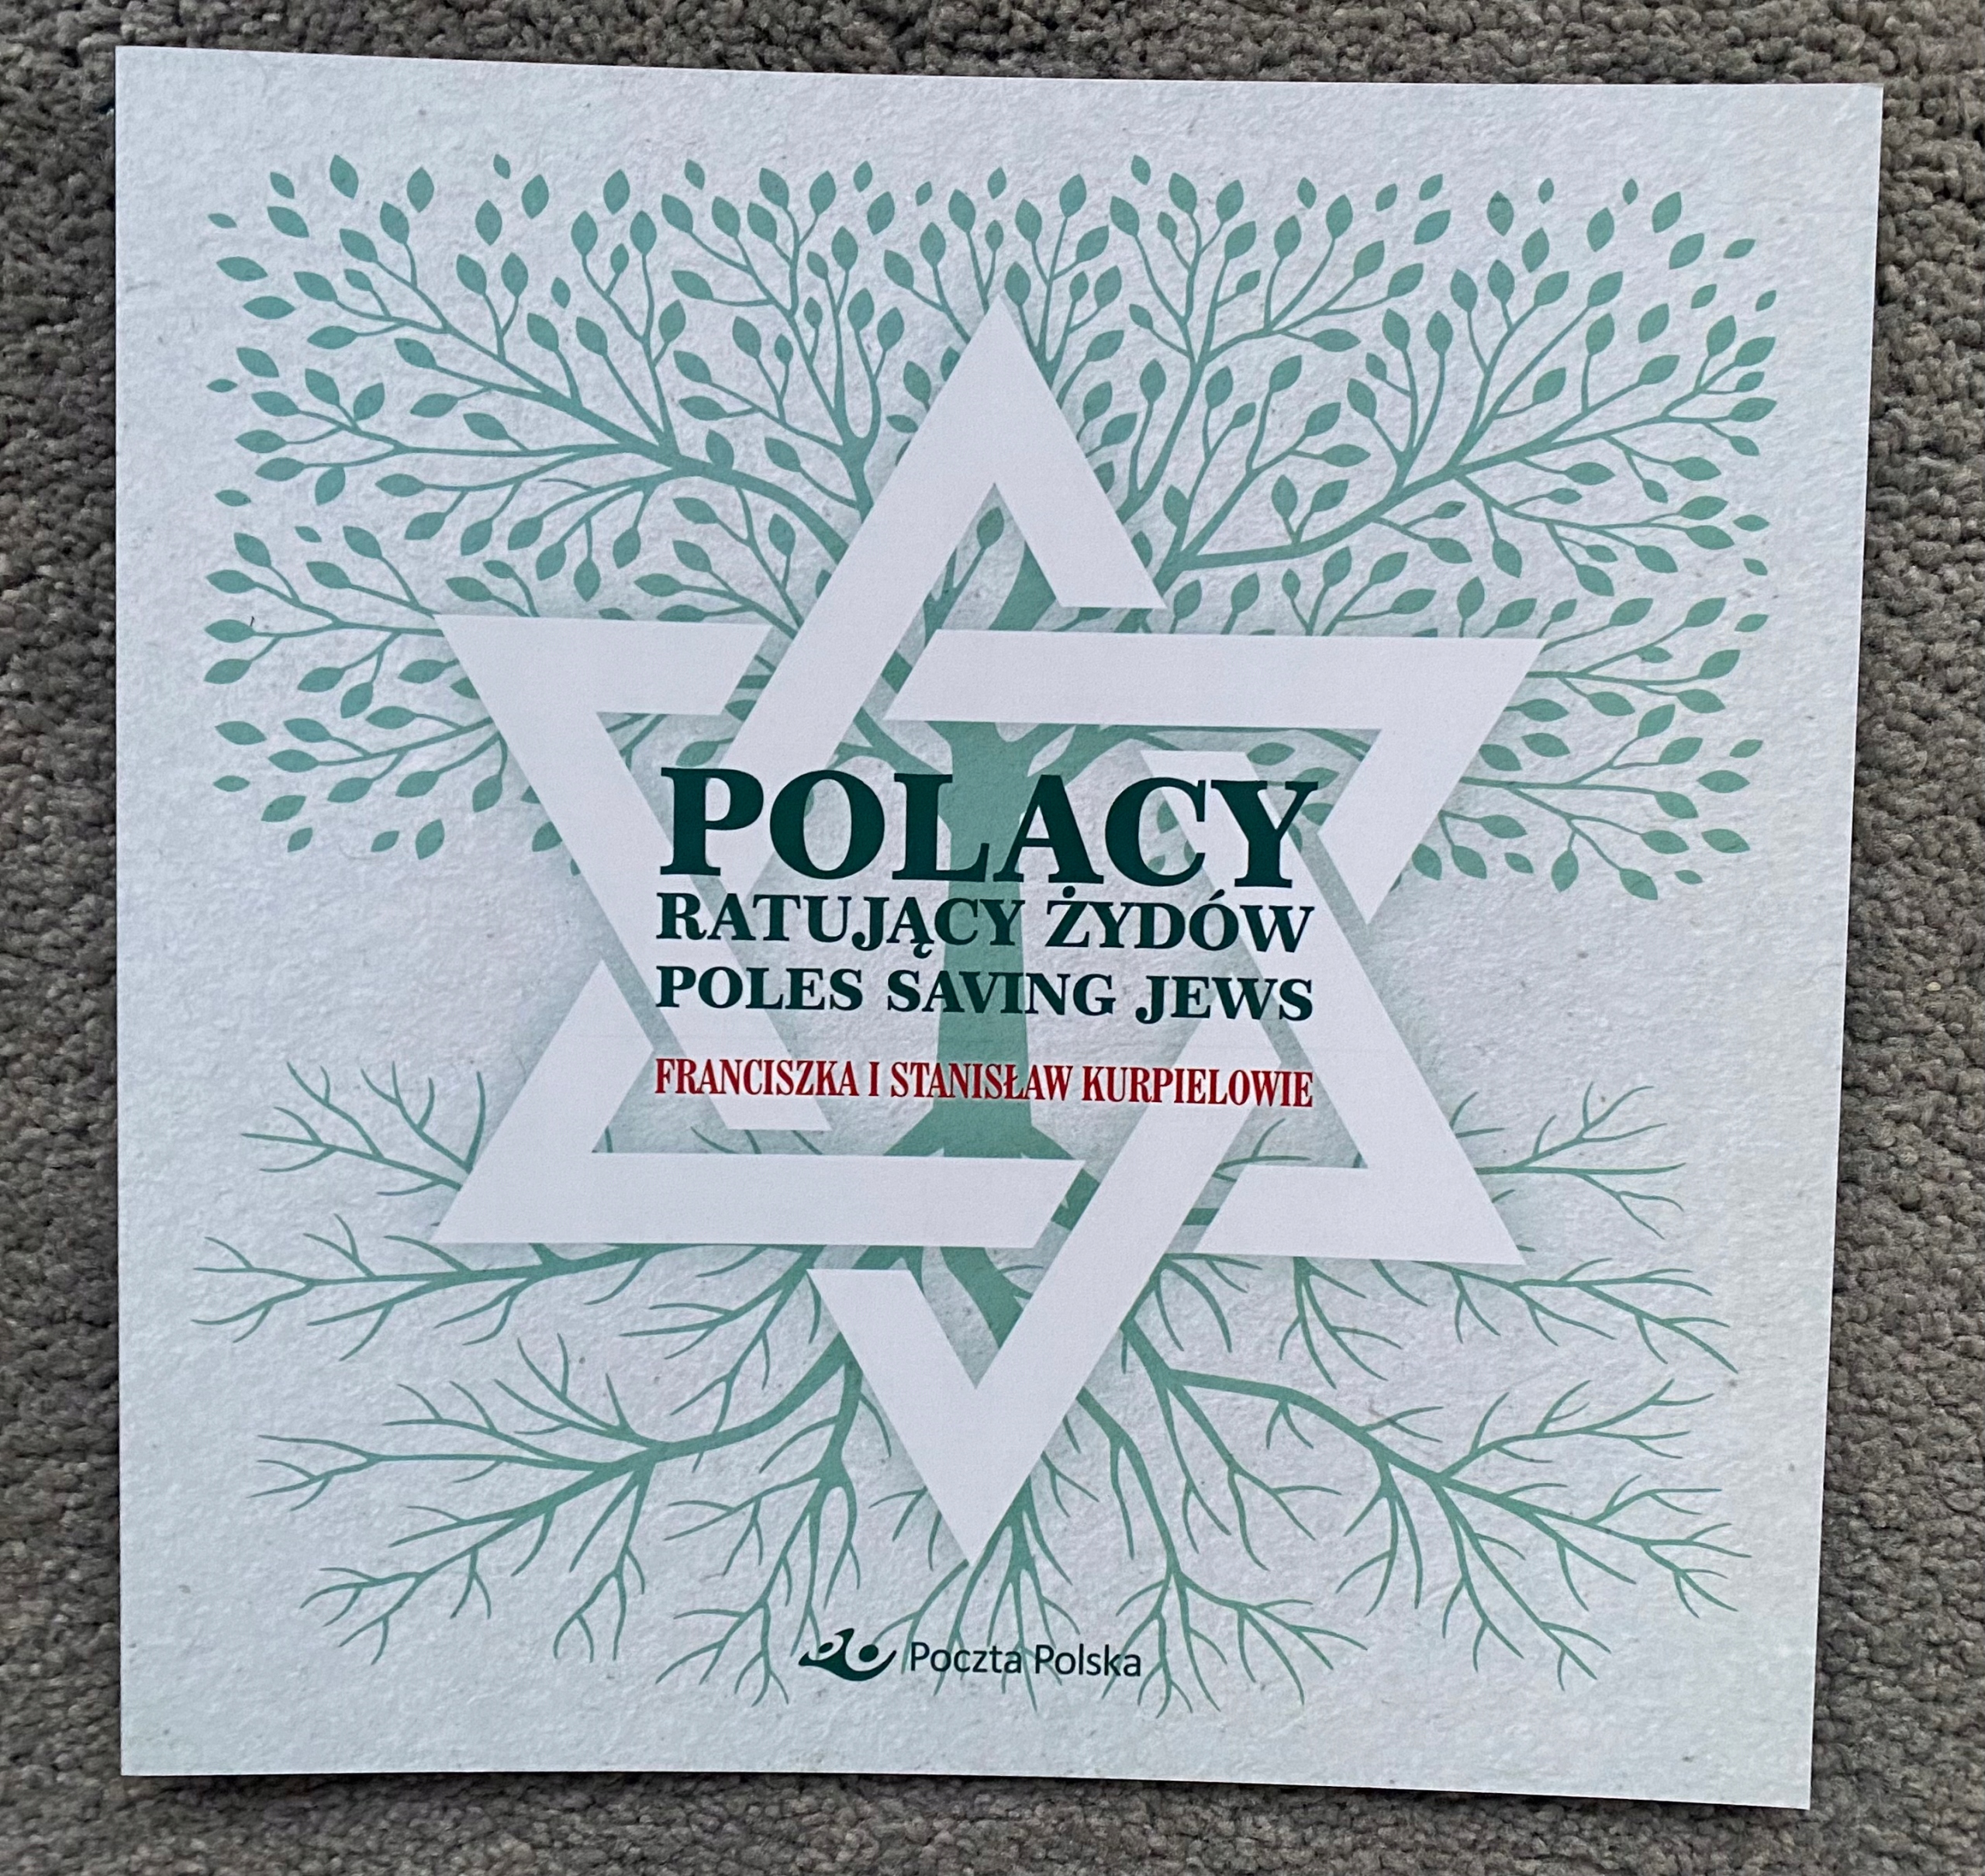 POLACY
RATUJĄCY ŻYDÓW
POLES SAVING JEWS
FRANCISZKA I STANISŁAW KURPIELOWIE
Poczta Polska